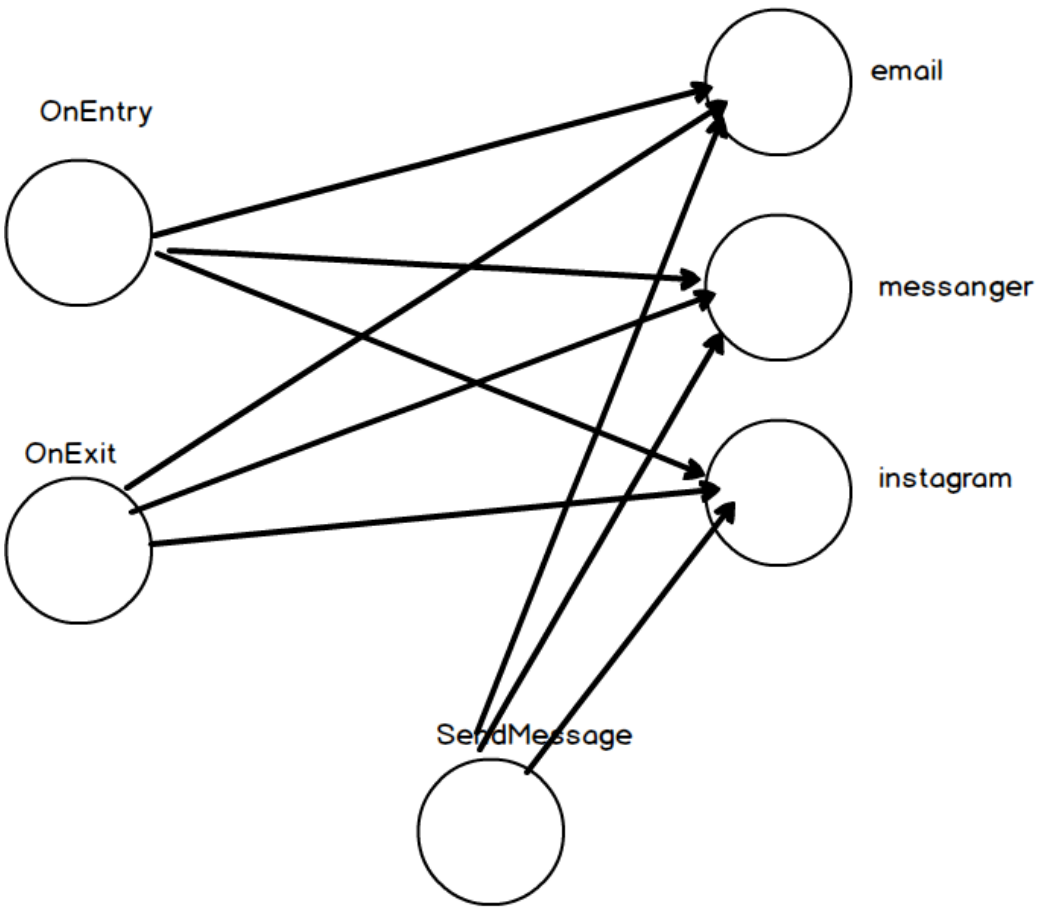 email
OnEntry
messanger
OnExit
instagram
SendMessage